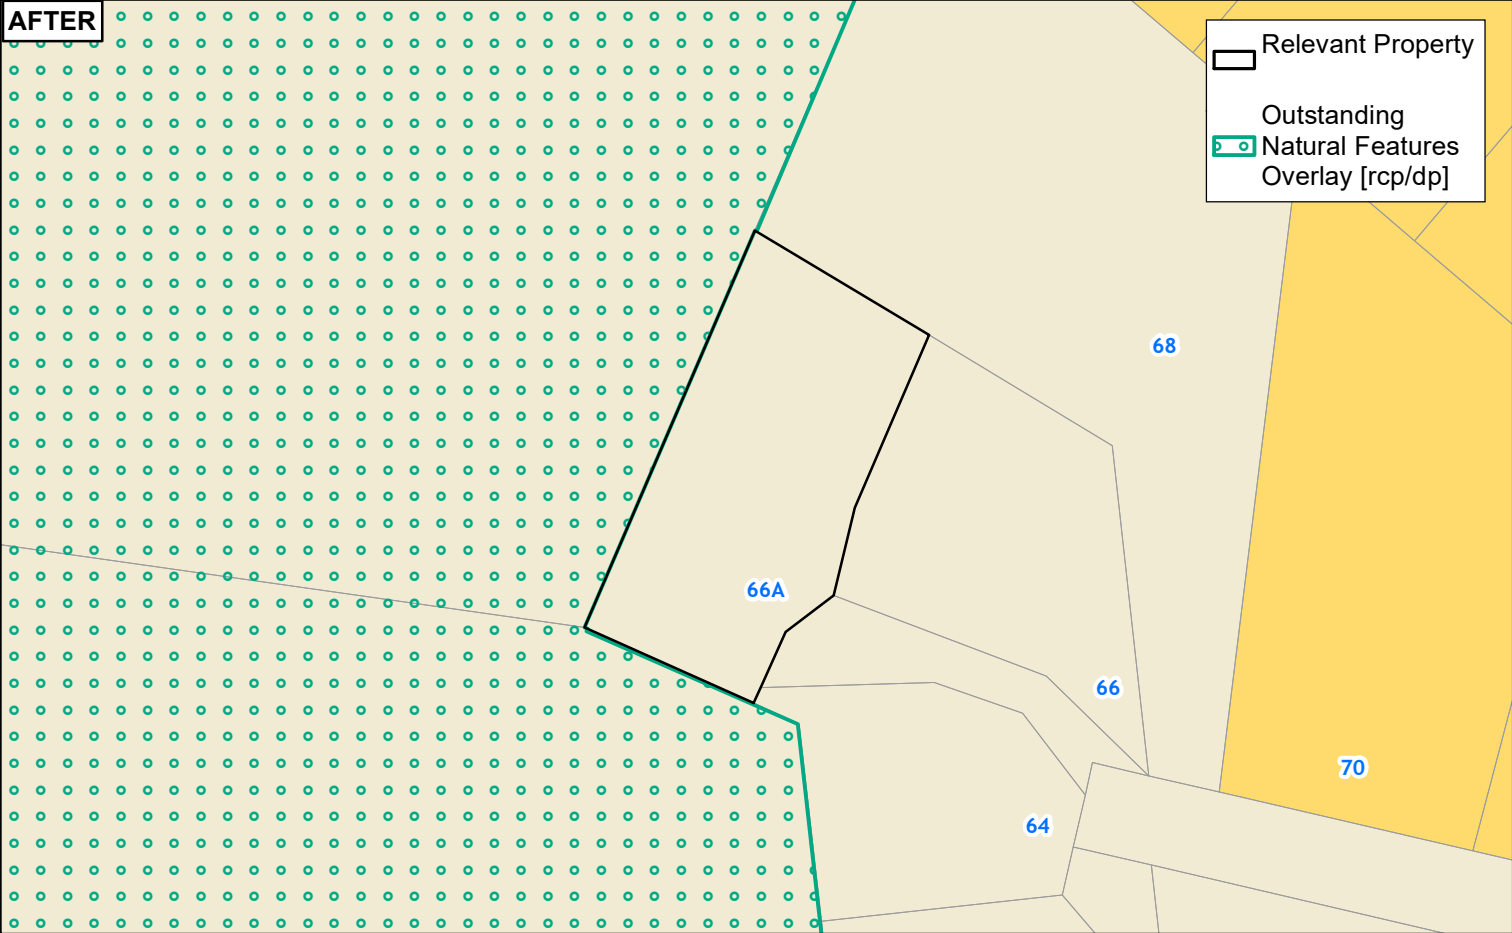 AFTER
Relevant Property
Outstanding
Natural Features
Overlay [rcp/dp]
68
66A
66
70
64